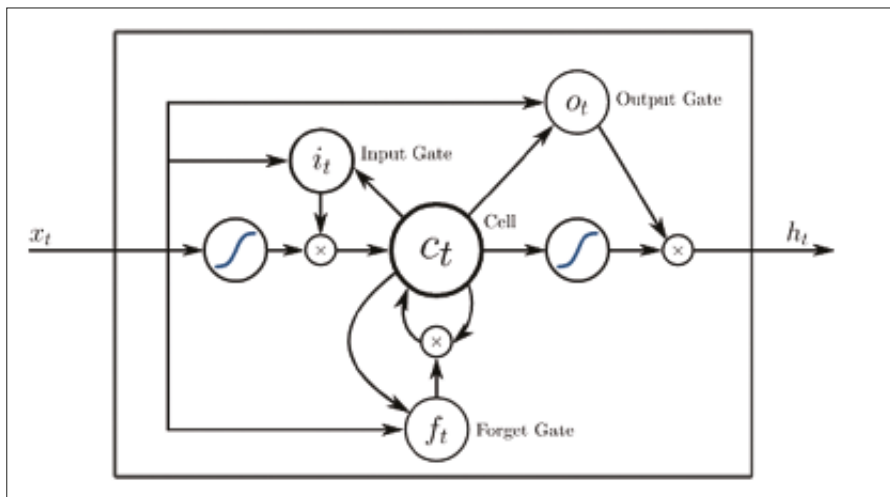 o_t Output Gate
i_t Input Gate
x_t
×
c_t
Cell
×
h_t
×
f_t Forget Gate